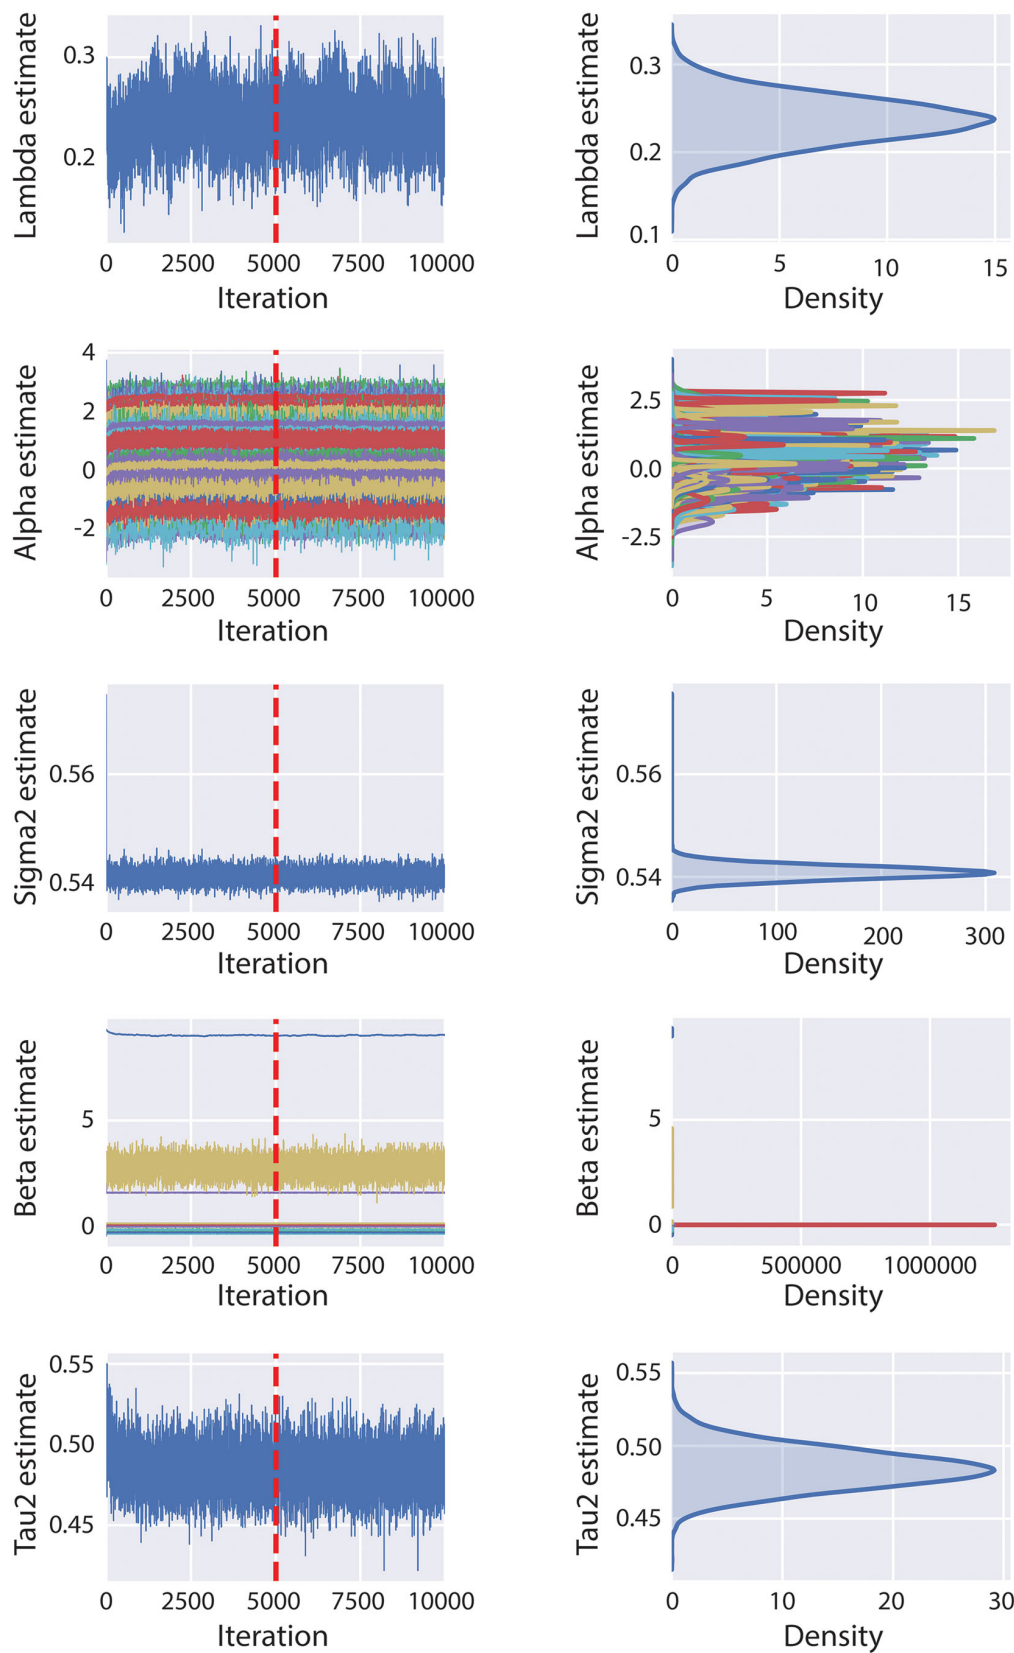 Lambda estimate
0.3
0.2
0 2500 5000 7500 10000
Iteration
Lambda estimate
0.3
0.2
0.1
0 5 10 15
Density
Alpha estimate
4
2
0
-2
0 2500 5000 7500 10000
Iteration
Alpha estimate
2.5
0.0
-2.5
0 5 10 15
Density
Sigma2 estimate
0.56
0.54
0 2500 5000 7500 10000
Iteration
Sigma2 estimate
0.56
0.54
0 100 200 300
Density
Beta estimate
5
0
0 2500 5000 7500 10000
Iteration
Beta estimate
5
0
0 5000000 1000000
Density
Tau2 estimate
0.55
0.50
0.45
0 2500 5000 7500 10000
Iteration
Tau2 estimate
0.55
0.50
0.45
0 10 20 30
Density